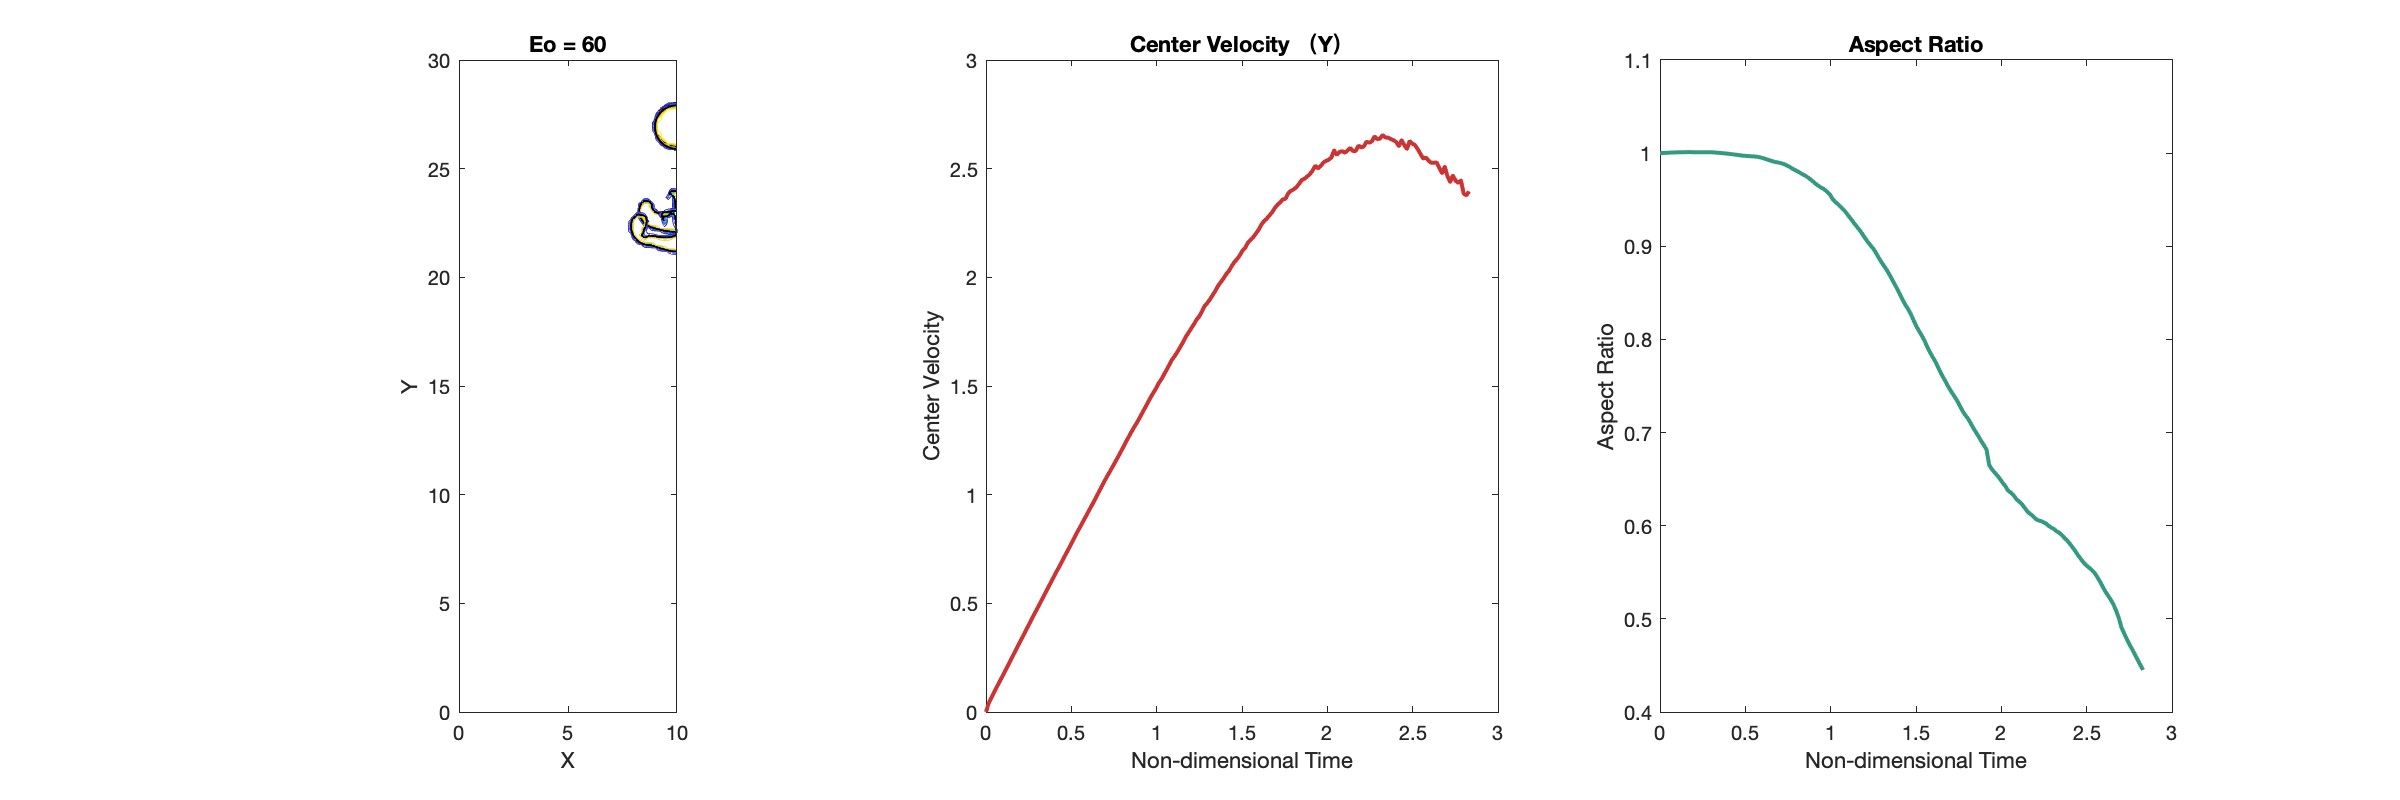 Eo = 60
30
25
20
15
10
5
0
Y
0 5 10
X
Center Velocity （Y）
3
2.5
2
1.5
1
0.5
0
Center Velocity
0 0.5 1 1.5 2 2.5 3
Non-dimensional Time
Aspect Ratio
1.1
1
0.9
0.8
0.7
0.6
0.5
0.4
Aspect Ratio
0 0.5 1 1.5 2 2.5 3
Non-dimensional Time